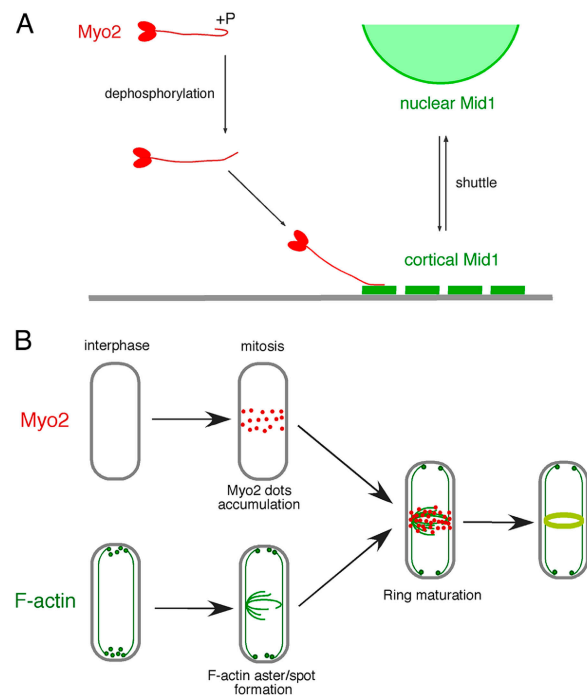 A
Myo2
+P
dephosphorylation
nuclear Mid1
shuttle
cortical Mid1
B
interphase
mitosis
Myo2
Myo2 dots
accumulation
F-actin
Ring maturation
F-actin aster/spot
formation